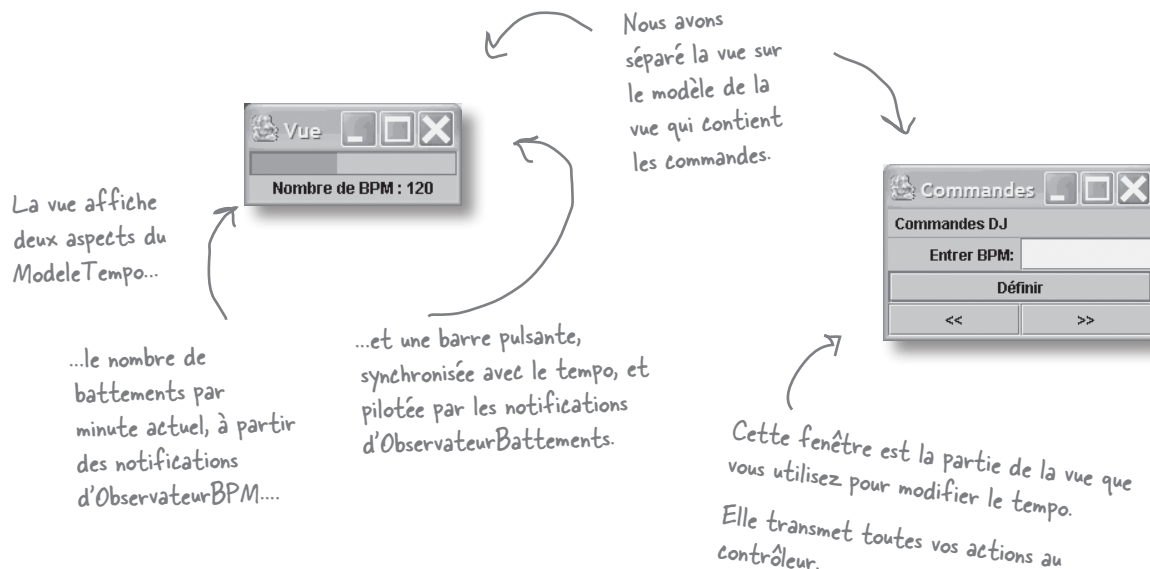 Nous avons
séparé la vue sur
le modèle de la
vue qui contient
les commandes.
Vue
Nombre de BPM : 120
La vue affiche
deux aspects du
ModeleTempo...
...le nombre de
battements par
minute actuel, à partir
des notifications
d'ObservateurBPM....
...et une barre pulsante,
synchronisée avec le tempo, et
pilotée par les notifications
d'ObservateurBattements.
Commandes
Commandes DJ
Entrer BPM:
Définir
<< >>
Cette fenêtre est la partie de la vue que
vous utilisez pour modifier le tempo.
Elle transmet toutes vos actions au
contrôleur.